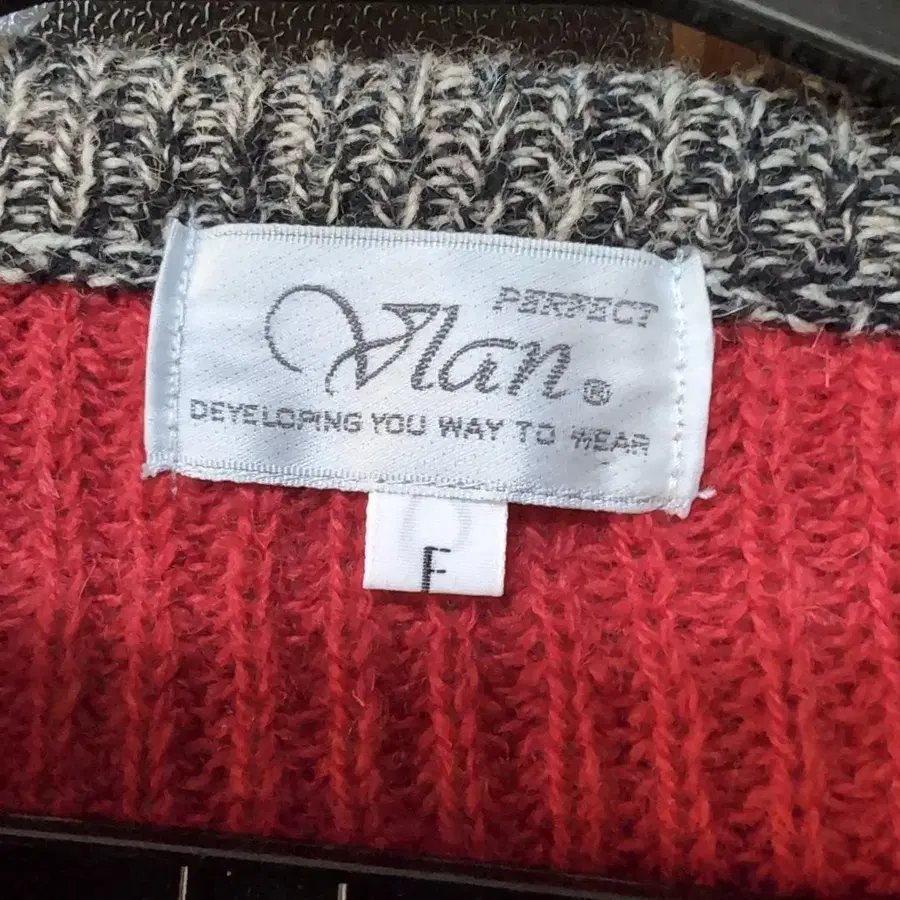 PERFECT
Vlan ®
DEVELOPING YOU WAY TO WEAR
F